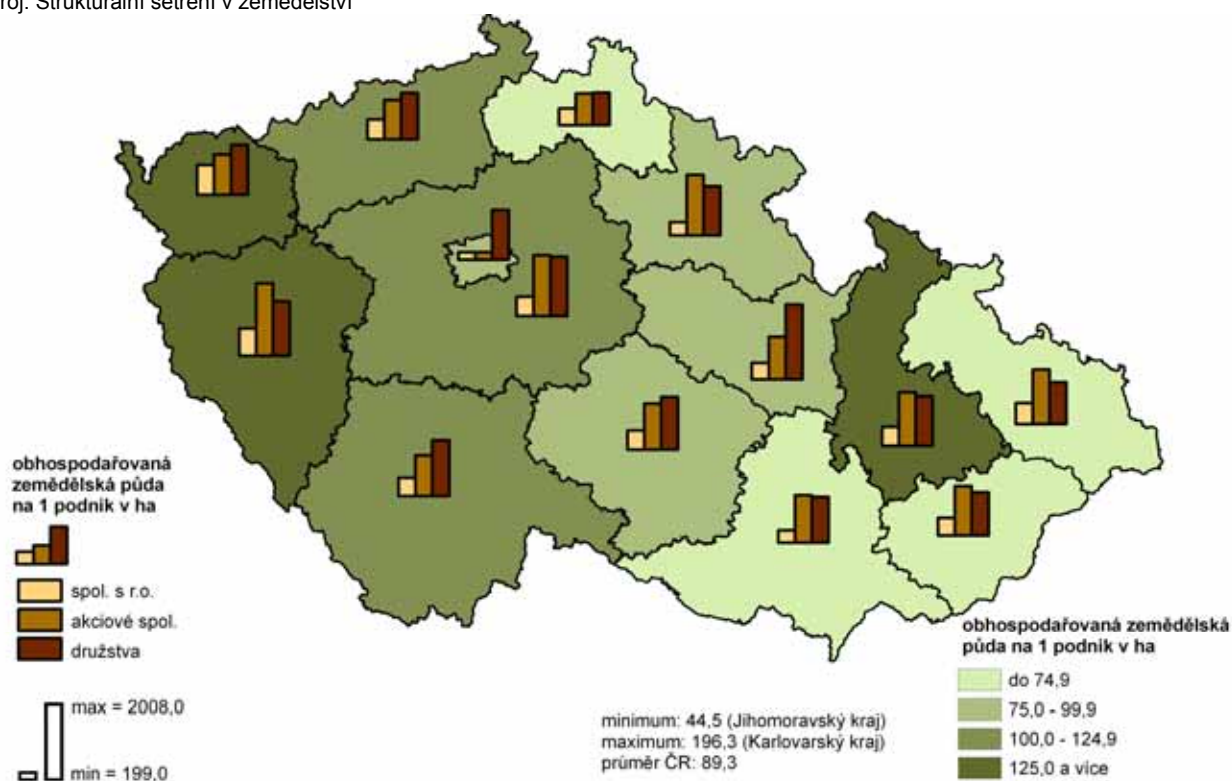 roj: Strukturální šetření v zemědělství
obhospodařovaná
zemědělská půda
na 1 podnik v ha
spol. s r.o.
akciové spol.
družstva
max = 2008,0
min = 199,0
minimum: 44,5 (Jihomoravský kraj)
maximum: 196,3 (Karlovarský kraj)
průměr ČR: 89,3
obhospodařovaná zemědělská
půda na 1 podnik v ha
do 74,9
75,0 - 99,9
100,0 - 124,9
125,0 a více